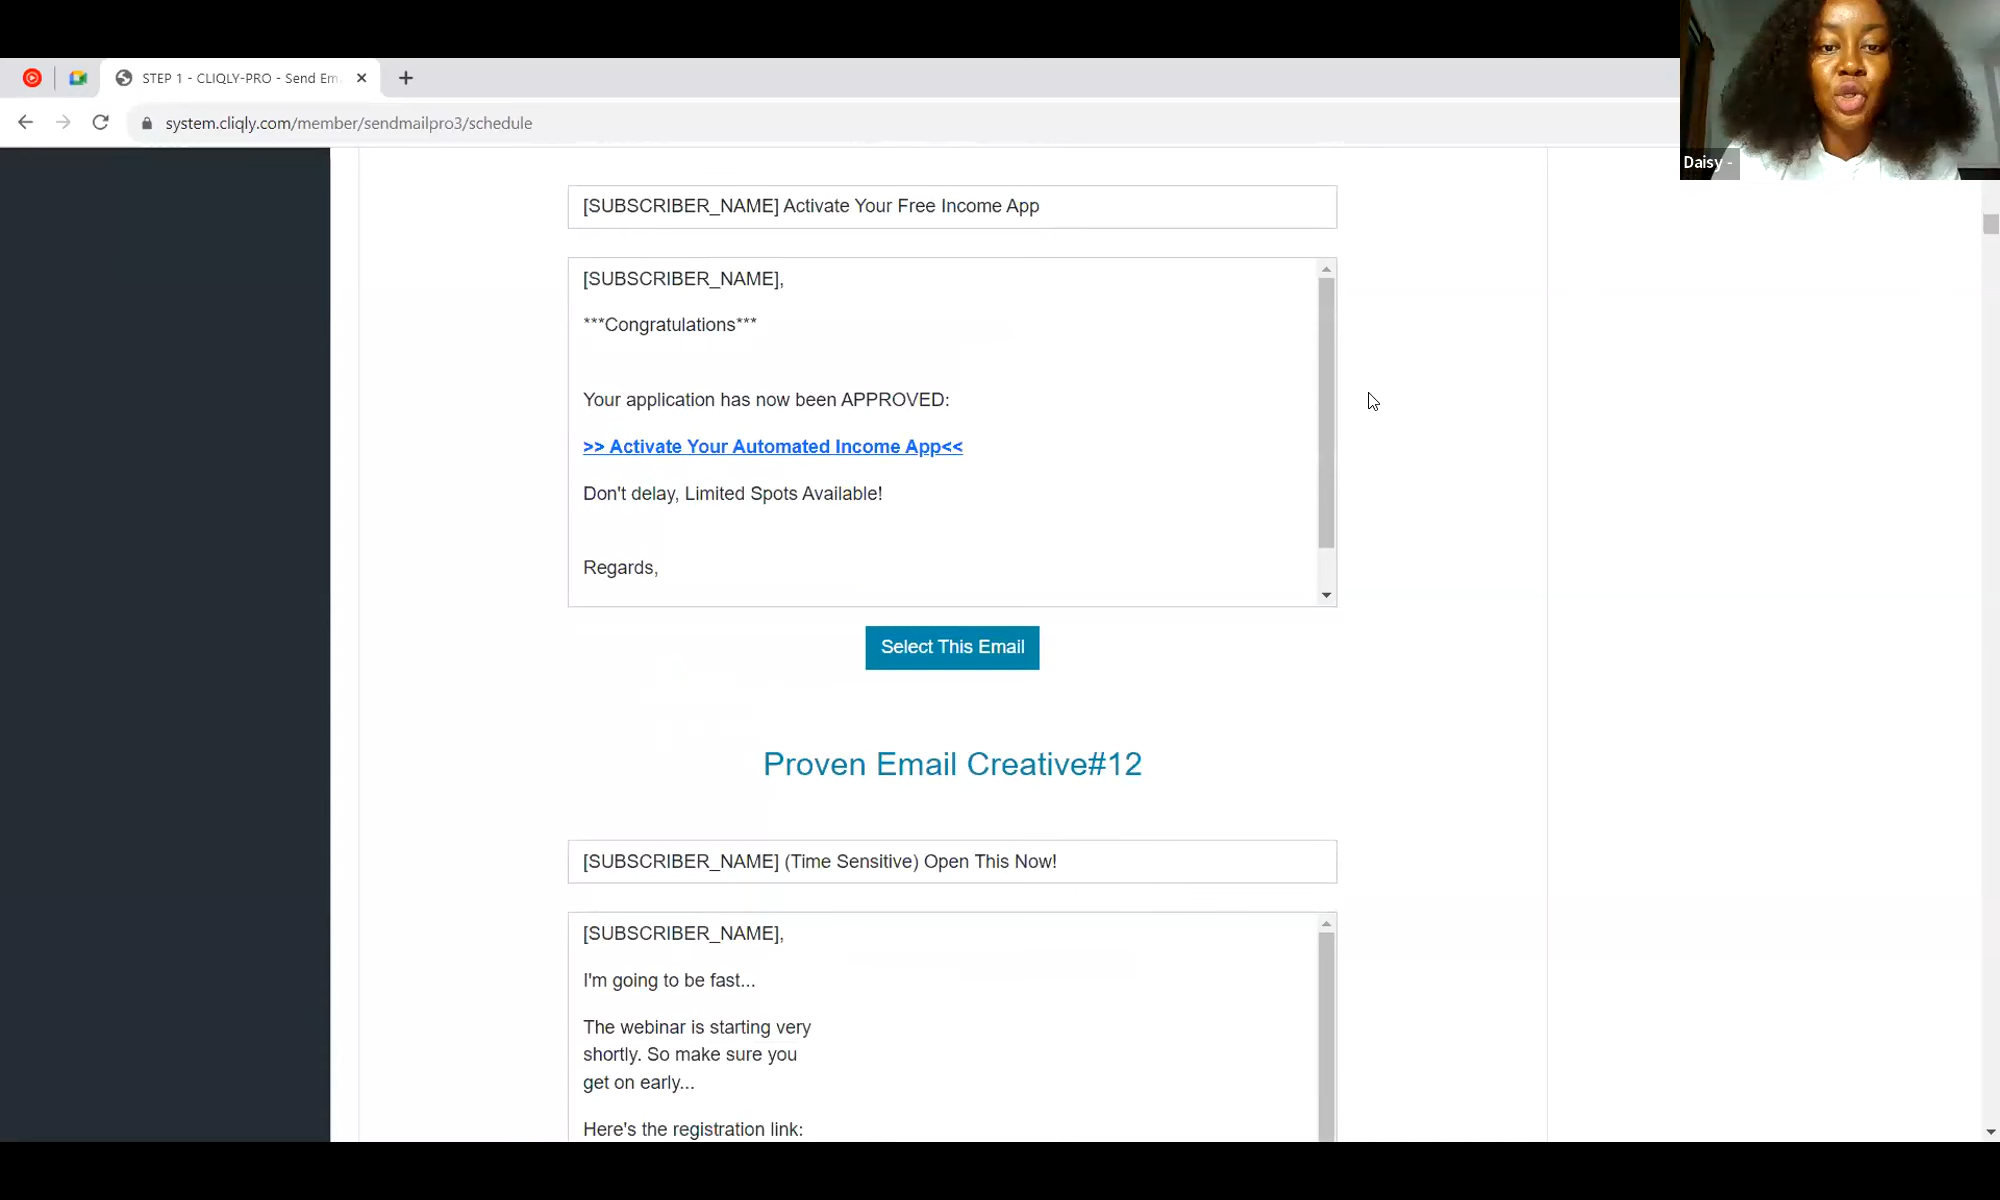 STEP 1 - CLIQLY-PRO - Send Em
system.cliqly.com/member/sendmailpro3/schedule
Daisy -
[SUBSCRIBER_NAME] Activate Your Free Income App
[SUBSCRIBER_NAME],
***Congratulations***
Your application has now been APPROVED:
>> Activate Your Automated Income App<<
Don't delay, Limited Spots Available!
Regards,
Select This Email
Proven Email Creative#12
[SUBSCRIBER_NAME] (Time Sensitive) Open This Now!
[SUBSCRIBER_NAME],
I'm going to be fast...
The webinar is starting very
shortly. So make sure you
get on early...
Here's the registration link: